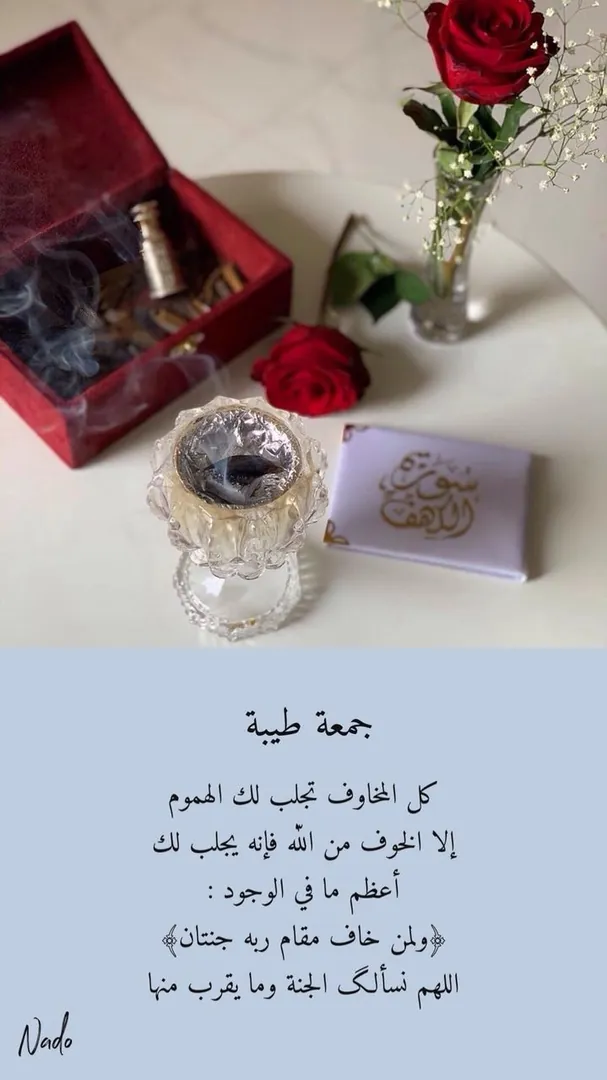 سورة
الكهف
جمعة طيبة
كل المخاوف تجلب لك الهموم
إلا الخوف من الله فإنه يجلب لك
أعظم ما في الوجود :
﴿ولمن خاف مقام ربه جنتان﴾
اللهم نسألگ الجنة وما يقرب منها
Nado